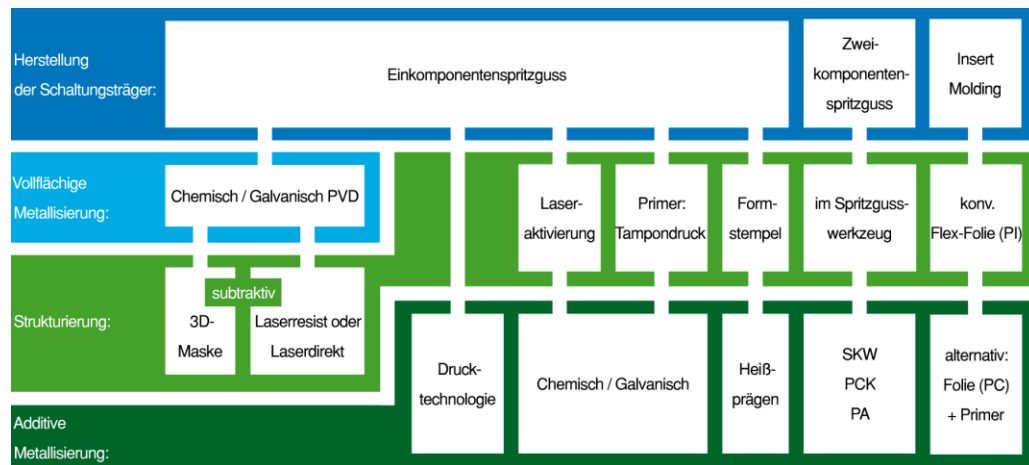 Herstellung
der Schaltungsträger:
Einkomponentenspritzguss
Zwei-
komponenten-
spritzguss
Insert
Molding
Vollflächige
Metallisierung:
Chemisch / Galvanisch PVD
Laser-
aktivierung
Primer:
Tampondruck
Form-
stempel
im Spritzguss-
werkzeug
konv.
Flex-Folie (PI)
Strukturierung:
subtraktiv
3D-
Maske
Laserresist oder
Laserdirekt
Additive
Metallisierung:
Druck-
technologie
Chemisch / Galvanisch
Heiß-
prägen
SKW
PCK
PA
alternativ:
Folie (PC)
+ Primer